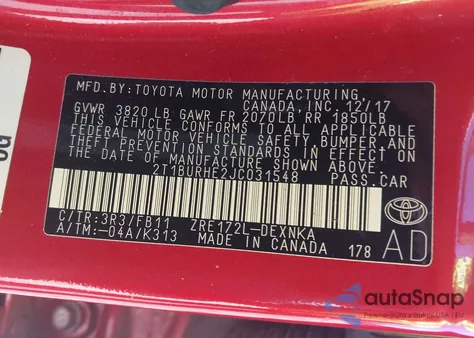 MFD.BY:TOYOTA MOTOR MANUFACTURING,
CANADA, INC. 12/17
GVWR 3820 LB GAWR FR 2070LB RR 1850LB
THIS VEHICLE CONFORMS TO ALL APPLICABLE
FEDERAL MOTOR VEHICLE SAFETY, BUMPER, AND
THEFT PREVENTION STANDARDS IN EFFECT ON
THE DATE OF MANUFACTURE SHOWN ABOVE.
2T1BURHE2JC031548 PASS.CAR
C/TR:3R3/FB11 ZRE172L-DEXNKA
A/TM:-04A/K313 MADE IN CANADA 178
AD
autoSnap